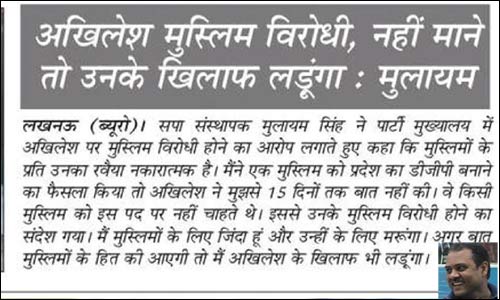 अखिलेश मुस्लिम विरोधी, नहीं माने
तो उनके खिलाफ लडूंगा : मुलायम
लखनऊ (ब्यूरो)। सपा संस्थापक मुलायम सिंह ने पार्टी मुख्यालय में
अखिलेश पर मुस्लिम विरोधी होने का आरोप लगाते हुए कहा कि मुस्लिमों के
प्रति उनका रवैया नकारात्मक है। मैंने एक मुस्लिम को प्रदेश का डीजीपी बनाने
का फैसला किया तो अखिलेश ने मुझसे 15 दिनों तक बात नहीं की। वे किसी
मुस्लिम को इस पद पर नहीं चाहते थे। इससे उनके मुस्लिम विरोधी होने का
संदेश गया। मैं मुस्लिमों के लिए जिंदा हूं और उन्हीं के लिए मरूंगा। अगर बात
मुस्लिमों के हित की आएगी तो मैं अखिलेश के खिलाफ भी लडूंगा।